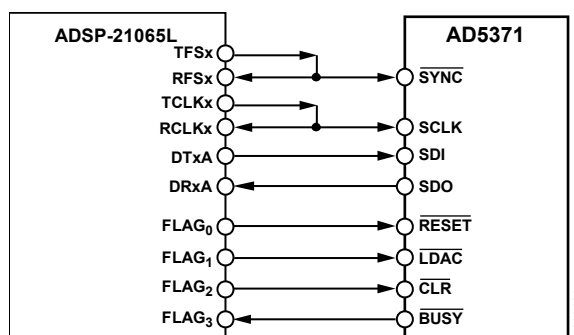 ADSP-21065L
AD5371
TFSx
RFSx
SYNC
TCLKx
RCLKx
SCLK
DTxA
SDI
DRxA
SDO
FLAG₀
RESET
FLAG₁
LDAC
FLAG₂
CLR
FLAG₃
BUSY